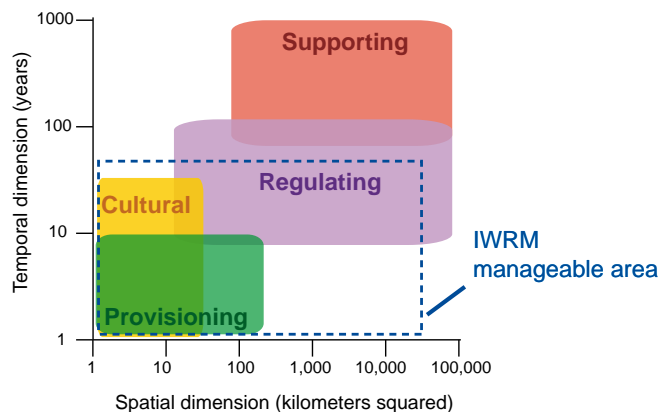 1000
Supporting
100
Regulating
Cultural
10
IWRM
manageable area
Provisioning
1
1 10 100 1,000 10,000 100,000
Temporal dimension (years)
Spatial dimension (kilometers squared)